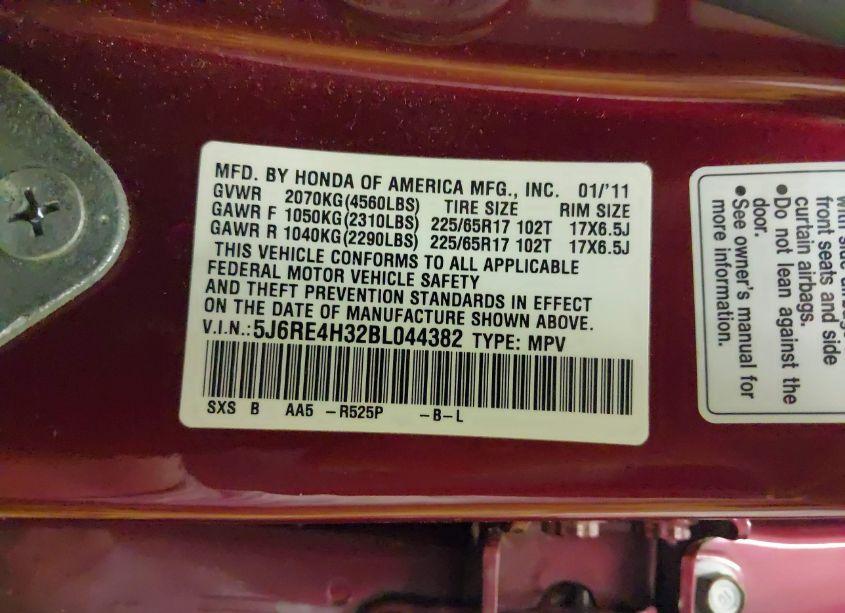 MFD. BY HONDA OF AMERICA MFG., INC. 01/'11
GVWR 2070KG(4560LBS) TIRE SIZE RIM SIZE
GAWR F 1050KG(2310LBS) 225/65R17 102T 17X6.5J
GAWR R 1040KG(2290LBS) 225/65R17 102T 17X6.5J
THIS VEHICLE CONFORMS TO ALL APPLICABLE
FEDERAL MOTOR VEHICLE SAFETY
AND THEFT PREVENTION STANDARDS IN EFFECT
ON THE DATE OF MANUFACTURE SHOWN ABOVE.
V.I.N.: 5J6RE4H32BL044382 TYPE: MPV
SXS B AA5 -R525P -B-L
with side
front seats and side
curtain airbags.
•Do not lean against the
door.
•See owner's manual for
more information.